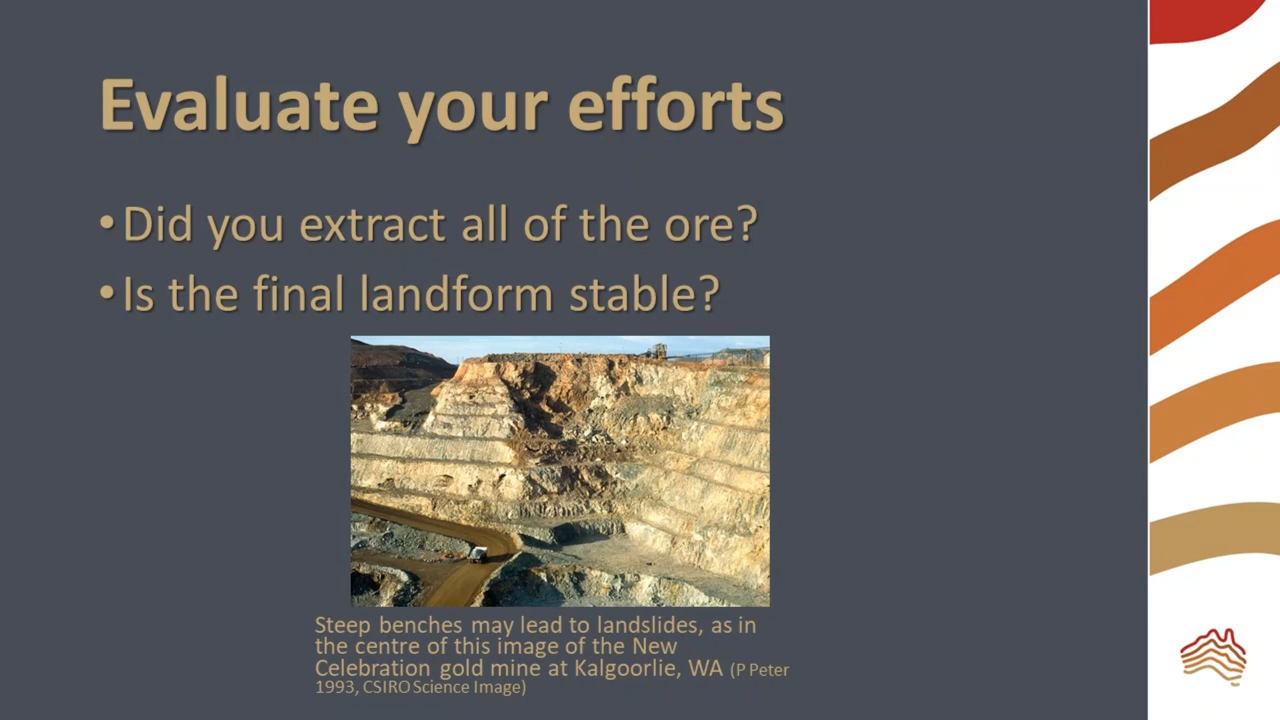 Evaluate your efforts
•Did you extract all of the ore?
•Is the final landform stable?
Steep benches may lead to landslides, as in
the centre of this image of the New
Celebration gold mine at Kalgoorlie, WA (P Peter
1993, CSIRO Science Image)